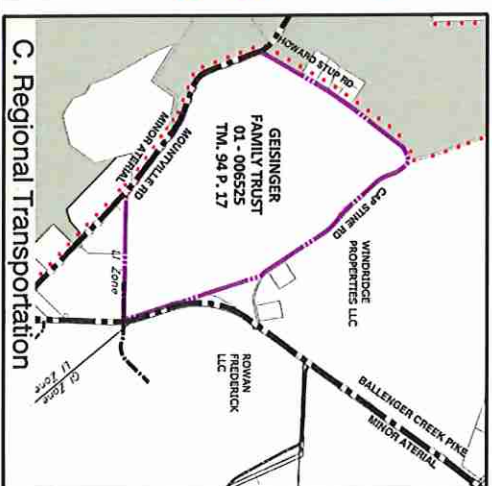 HOWARD STUP RD
GEISINGER
FAMILY TRUST
01 - 006525
TM. 94 P. 17
MOUNTVILLE RD
MINOR ATERIAL
CAP STINE RD
WINDRIDGE
PROPERTIES LLC
LI Zone
ROWAN
FREDERICK
LLC
BALLENGER CREEK PIKE
MINOR ATERIAL
LI Zone
GI Zone
C. Regional Transportation